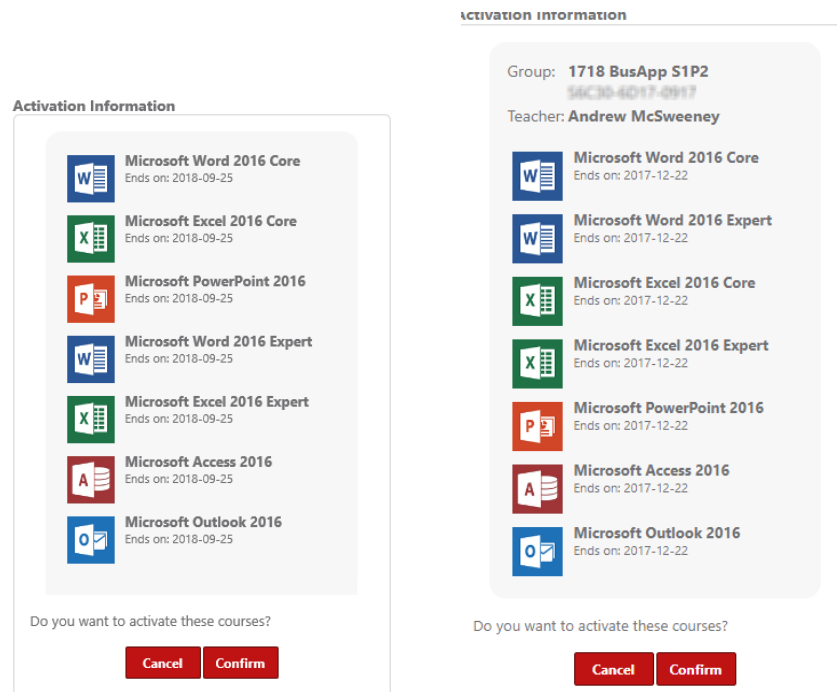 Activation Information
Microsoft Word 2016 Core
Ends on: 2018-09-25
Microsoft Excel 2016 Core
Ends on: 2018-09-25
Microsoft PowerPoint 2016
Ends on: 2018-09-25
Microsoft Word 2016 Expert
Ends on: 2018-09-25
Microsoft Excel 2016 Expert
Ends on: 2018-09-25
Microsoft Access 2016
Ends on: 2018-09-25
Microsoft Outlook 2016
Ends on: 2018-09-25
Do you want to activate these courses?
Cancel Confirm
Activation Information
Group: 1718 BusApp S1P2
Teacher: Andrew McSweeney
Microsoft Word 2016 Core
Ends on: 2017-12-22
Microsoft Word 2016 Expert
Ends on: 2017-12-22
Microsoft Excel 2016 Core
Ends on: 2017-12-22
Microsoft Excel 2016 Expert
Ends on: 2017-12-22
Microsoft PowerPoint 2016
Ends on: 2017-12-22
Microsoft Access 2016
Ends on: 2017-12-22
Microsoft Outlook 2016
Ends on: 2017-12-22
Do you want to activate these courses?
Cancel Confirm